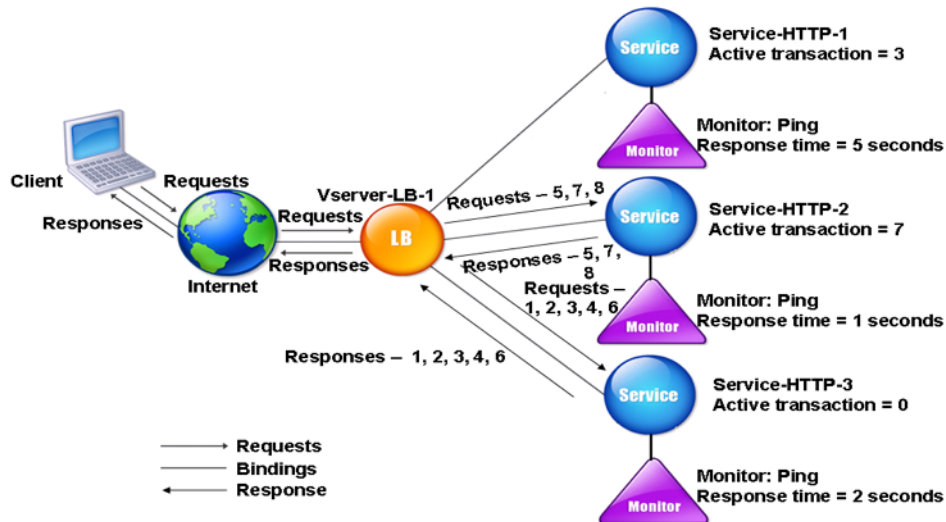 Service
Service-HTTP-1
Active transaction = 3
Monitor
Monitor: Ping
Response time = 5 seconds
Client
Requests
Responses
Internet
Vserver-LB-1
Requests
LB
Responses
Requests – 5, 7, 8
Service
Service-HTTP-2
Active transaction = 7
Responses – 5, 7,
8
Requests –
1, 2, 3, 4, 6
Monitor
Monitor: Ping
Response time = 1 seconds
Responses – 1, 2, 3, 4, 6
Service
Service-HTTP-3
Active transaction = 0
Requests
Bindings
Response
Monitor
Monitor: Ping
Response time = 2 seconds